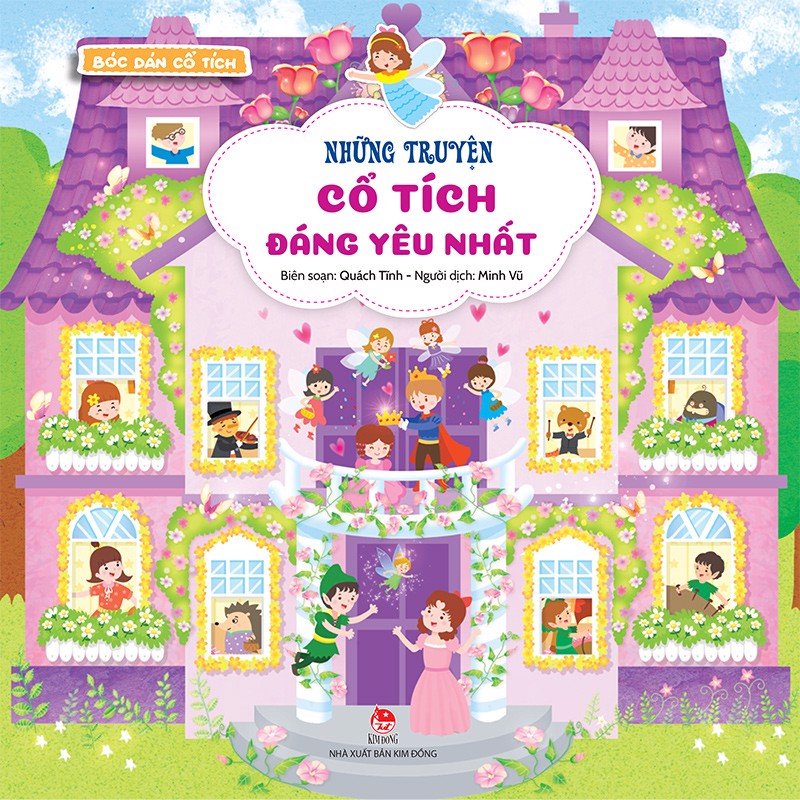 BÓC DÁN CỔ TÍCH
NHỮNG TRUYỆN
CỔ TÍCH
ĐÁNG YÊU NHẤT
Biên soạn: Quách Tĩnh - Người dịch: Minh Vũ
KIM ĐỒNG
NHÀ XUẤT BẢN KIM ĐỒNG